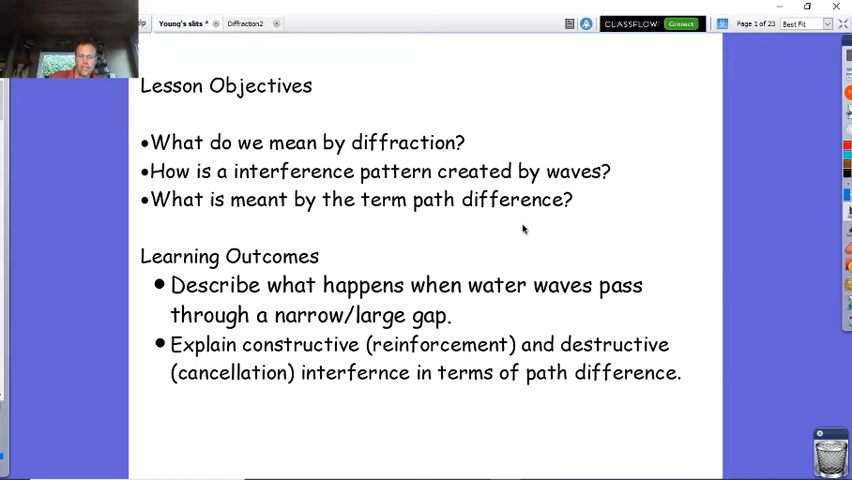 lp
Young's slits *
Diffraction2
CLASSFLOW
Connect
Page 1 of 23
Best Fit
Lesson Objectives
•What do we mean by diffraction?
•How is a interference pattern created by waves?
•What is meant by the term path difference?
Learning Outcomes
• Describe what happens when water waves pass
through a narrow/large gap.
• Explain constructive (reinforcement) and destructive
(cancellation) interfernce in terms of path difference.